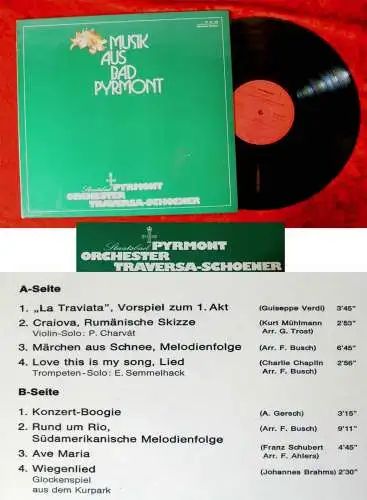 MUSIK
AUS
BAD
PYRMONT
Staatsbad PYRMONT
ORCHESTER
TRAVERSA-SCHOENER
Staatsbad PYRMONT
ORCHESTER
TRAVERSA-SCHOENER
A-Seite
1. „La Traviata", Vorspiel zum 1. Akt (Guiseppe Verdi) 3'45"
2. Craiova, Rumänische Skizze (Kurt Mühlmann 2'53"
Violin-Solo: P. Charvát Arr. G. Trost)
3. Märchen aus Schnee, Melodienfolge (Arr. F. Busch) 6'45"
4. Love this is my song, Lied (Charlie Chaplin 2'56"
Trompeten-Solo: E. Semmelhack Arr. F. Busch)
B-Seite
1. Konzert-Boogie (A. Gersch) 3'15"
2. Rund um Rio, (Arr. F. Busch) 9'11"
Südamerikanische Melodienfolge
3. Ave Maria (Franz Schubert 4'45"
Arr. F. Ahlers)
4. Wiegenlied (Johannes Brahms) 2'30"
Glockenspiel
aus dem Kurpark